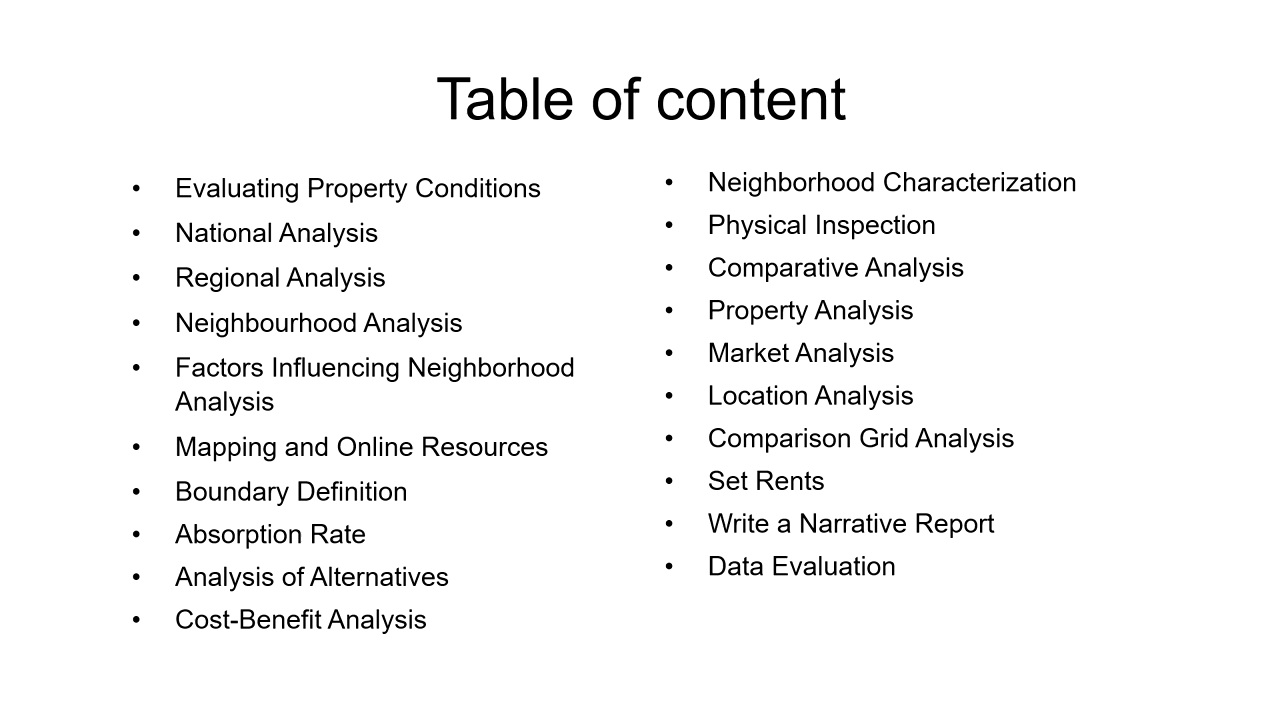 Table of content
• Evaluating Property Conditions
• National Analysis
• Regional Analysis
• Neighbourhood Analysis
• Factors Influencing Neighborhood
Analysis
• Mapping and Online Resources
• Boundary Definition
• Absorption Rate
• Analysis of Alternatives
• Cost-Benefit Analysis
• Neighborhood Characterization
• Physical Inspection
• Comparative Analysis
• Property Analysis
• Market Analysis
• Location Analysis
• Comparison Grid Analysis
• Set Rents
• Write a Narrative Report
• Data Evaluation